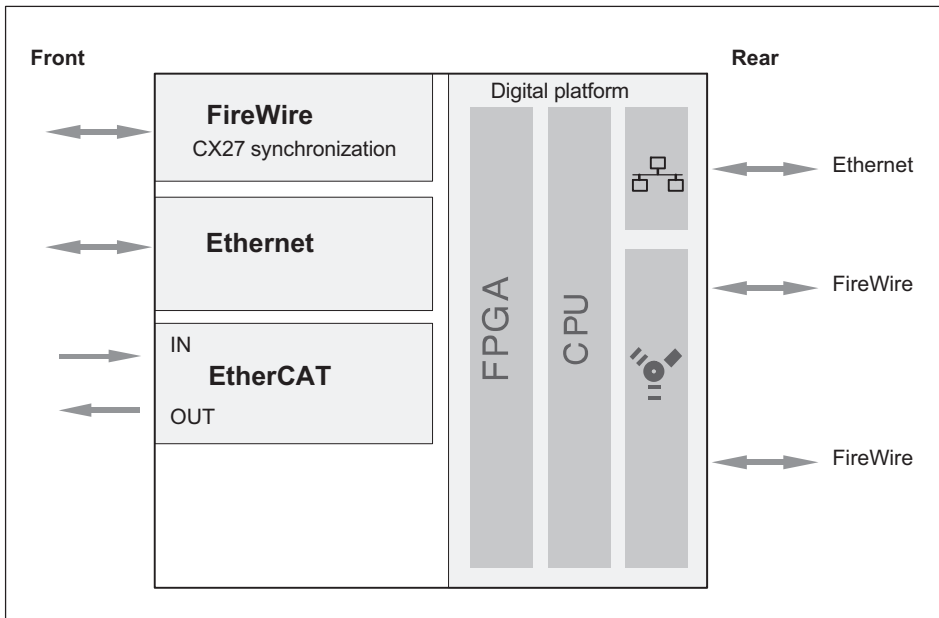 Front
Rear
FireWire
CX27 synchronization
Ethernet
IN
EtherCAT
OUT
Digital platform
FPGA
CPU
Ethernet
FireWire
FireWire